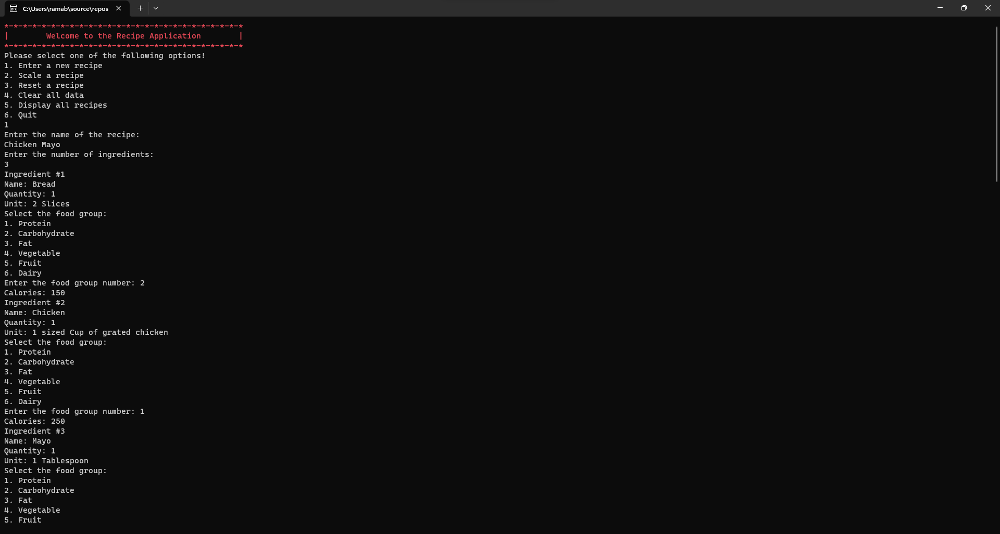 C:\Users\ramab\source\repos
*-*-*-*-*-*-*-*-*-*-*-*-*-*-*-*-*-*-*-*-*-*-*-*-*-*
|        Welcome to the Recipe Application        |
*-*-*-*-*-*-*-*-*-*-*-*-*-*-*-*-*-*-*-*-*-*-*-*-*-*
Please select one of the following options!
1. Enter a new recipe
2. Scale a recipe
3. Reset a recipe
4. Clear all data
5. Display all recipes
6. Quit
1
Enter the name of the recipe:
Chicken Mayo
Enter the number of ingredients:
3
Ingredient #1
Name: Bread
Quantity: 1
Unit: 2 Slices
Select the food group:
1. Protein
2. Carbohydrate
3. Fat
4. Vegetable
5. Fruit
6. Dairy
Enter the food group number: 2
Calories: 150
Ingredient #2
Name: Chicken
Quantity: 1
Unit: 1 sized Cup of grated chicken
Select the food group:
1. Protein
2. Carbohydrate
3. Fat
4. Vegetable
5. Fruit
6. Dairy
Enter the food group number: 1
Calories: 250
Ingredient #3
Name: Mayo
Quantity: 1
Unit: 1 Tablespoon
Select the food group:
1. Protein
2. Carbohydrate
3. Fat
4. Vegetable
5. Fruit